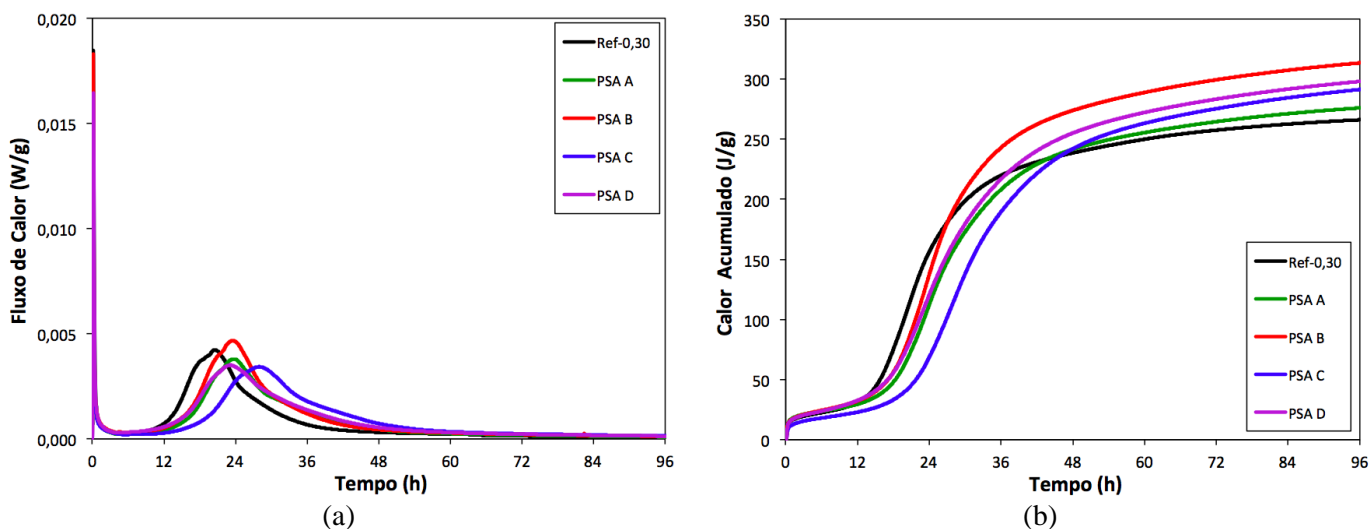 Fluxo de Calor (W/g)
0,020
0,015
0,010
0,005
0,000
0 12 24 36 48 60 72 84 96
Tempo (h)
Ref-0,30
PSA A
PSA B
PSA C
PSA D
(a)
Calor Acumulado (J/g)
350
300
250
200
150
100
50
0
0 12 24 36 48 60 72 84 96
Tempo (h)
Ref-0,30
PSA A
PSA B
PSA C
PSA D
(b)